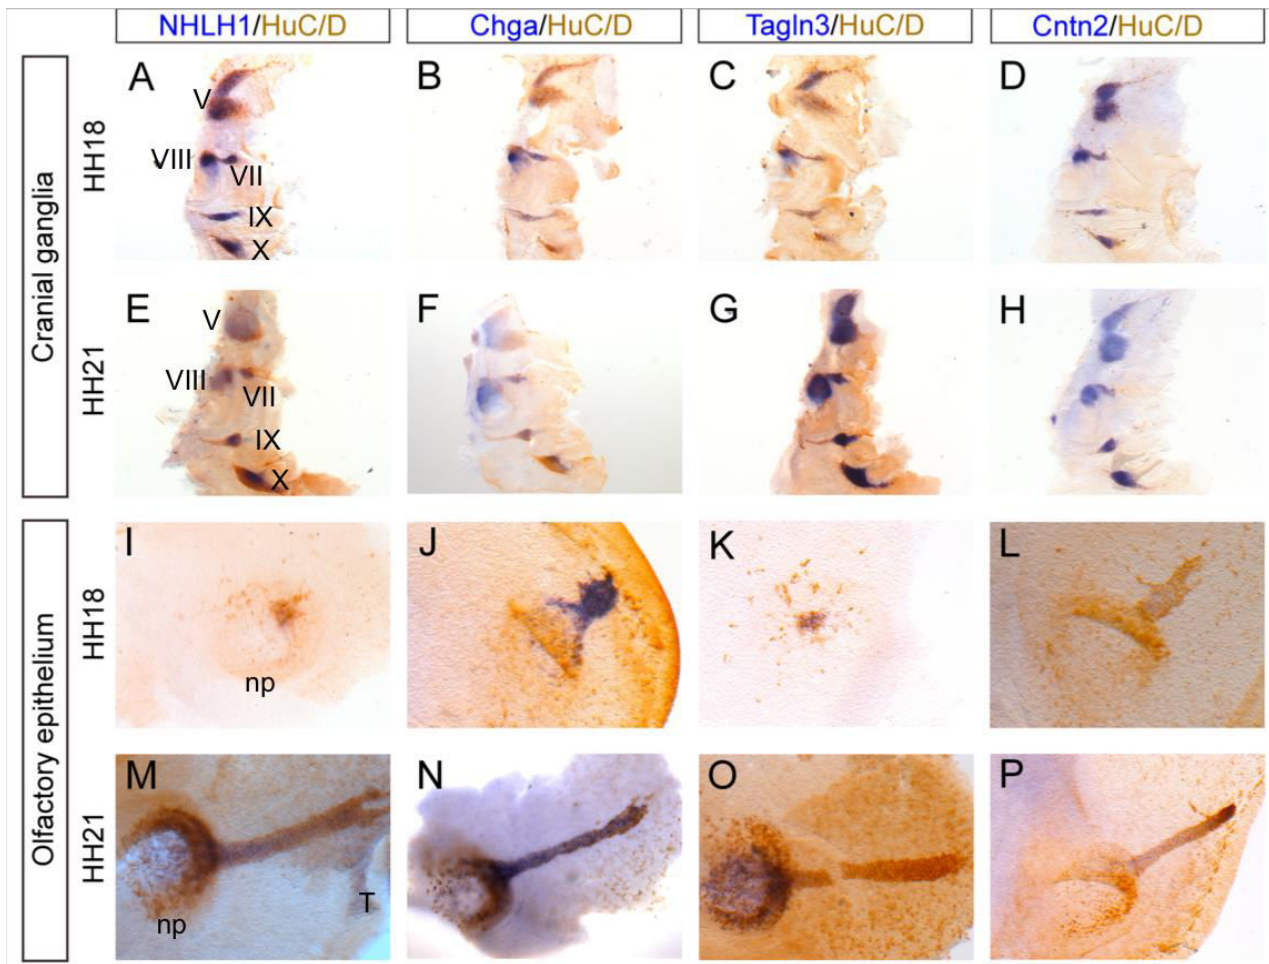 NHLH1/HuC/D
Chga/HuC/D
Tagln3/HuC/D
Cntn2/HuC/D
Cranial ganglia
HH18
A
V
VIII
VII
IX
X
B
C
D
HH21
E
V
VIII
VII
IX
X
F
G
H
Olfactory epithelium
HH18
I
np
J
K
L
HH21
M
np
T
N
O
P